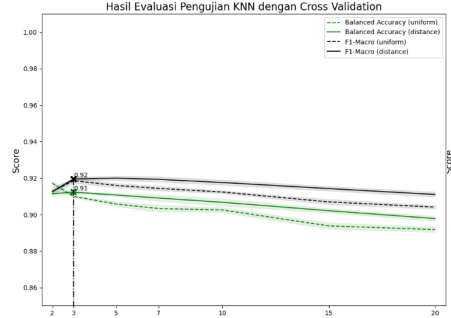 Hasil Evaluasi Pengujian KNN dengan Cross Validation
Balanced Accuracy (uniform)
Balanced Accuracy (distance)
F1-Macro (uniform)
F1-Macro (distance)
1.00
0.98
0.96
0.94
0.92
0.90
0.88
0.86
Score
Score
0.92
0.91
2 3 5 7 10 15 20